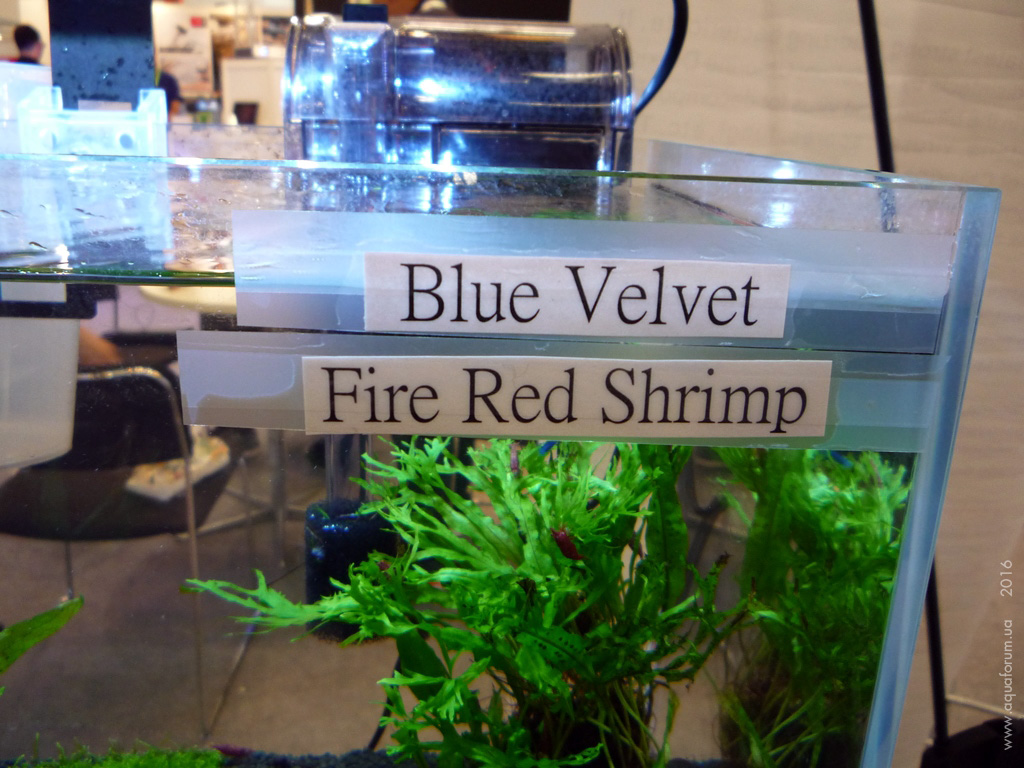 Blue Velvet
Fire Red Shrimp
www.aquaforum.ua 2016